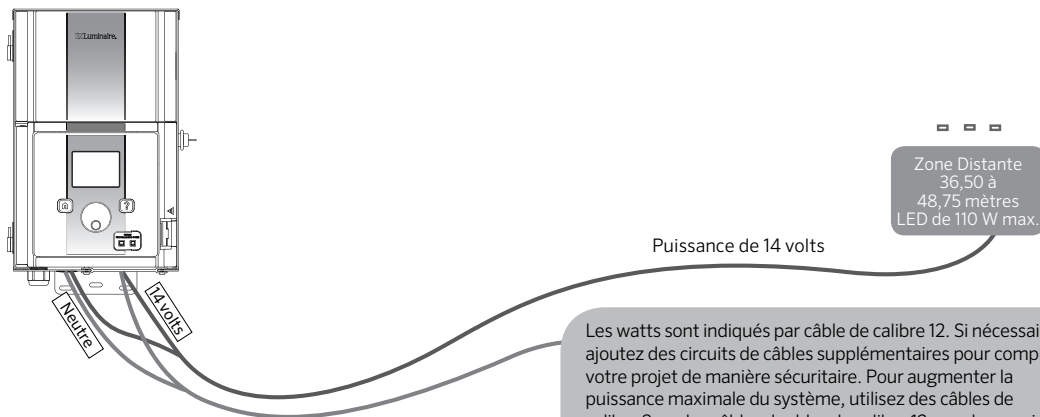 Luminaire.
Zone Distante
36,50 à
48,75 mètres
LED de 110 W max.
Puissance de 14 volts
14 volts
Neutre
Les watts sont indiqués par câble de calibre 12. Si
ajoutez des circuits de câbles supplémentaires pour
votre projet de manière sécuritaire. Pour augmenter la
puissance maximale du système, utilisez des câbles de